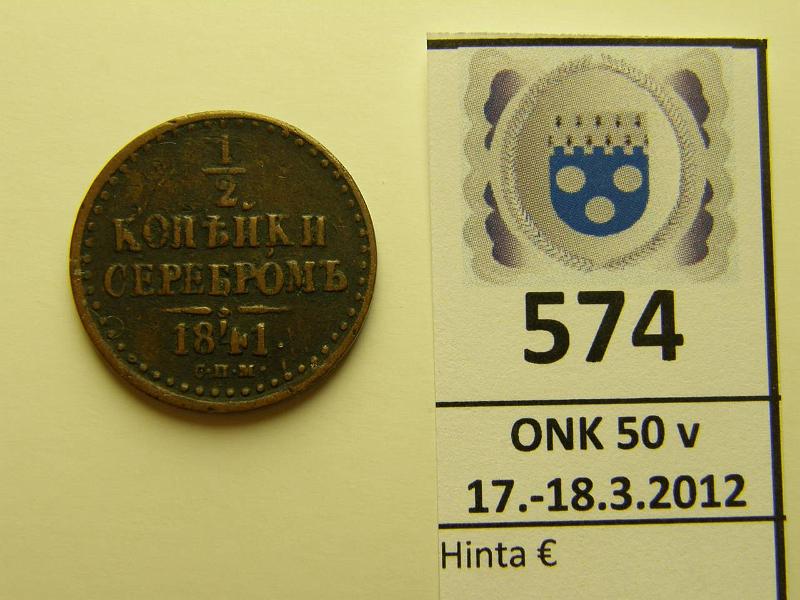 1
2
КОПѢЙКИ
СЕРЕБРОМЪ
1841
С.П.М.
574
ONK 50 v
17.-18.3.2012
Hinta €